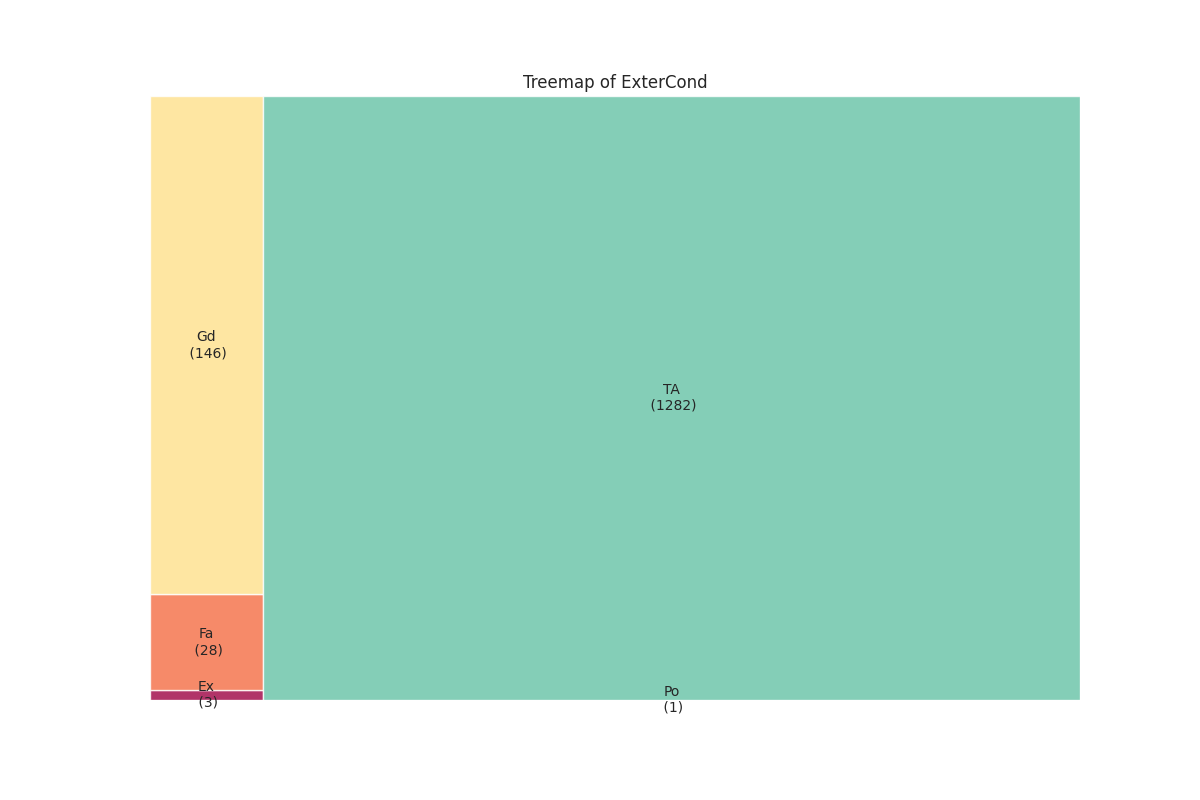 Treemap of ExterCond
Gd
(146)
TA
(1282)
Fa
(28)
Ex
(3)
Po
(1)